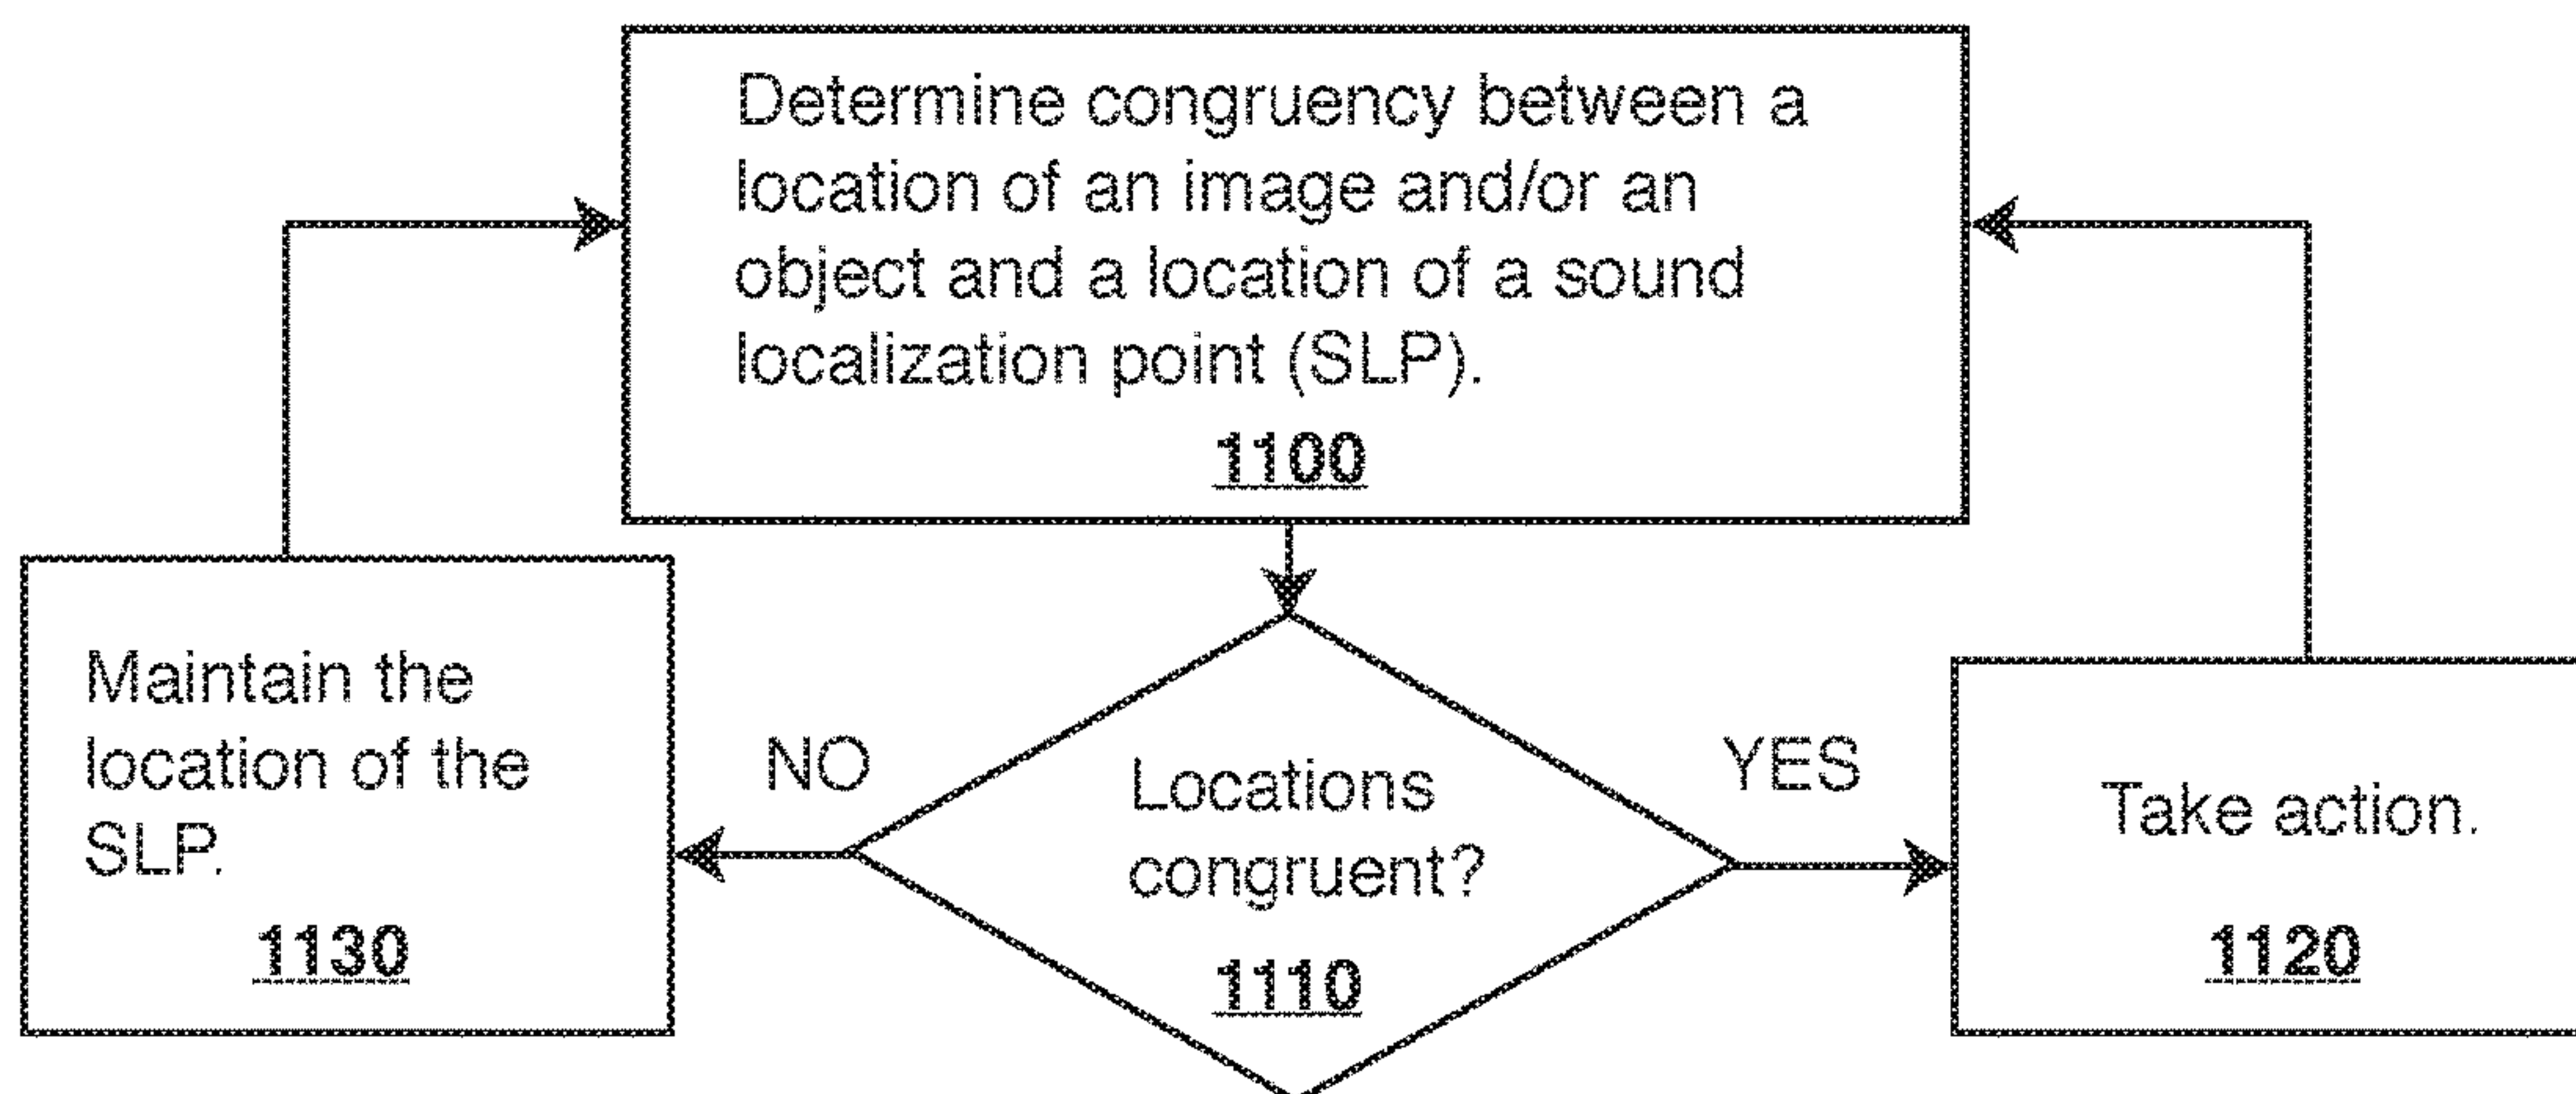 Determine congruency between a
location of an image and/or an
object and a location of a sound
localization point (SLP).
1100
Maintain the
location of the
SLP.
1130
NO
Locations
congruent?
1110
YES
Take action.
1120